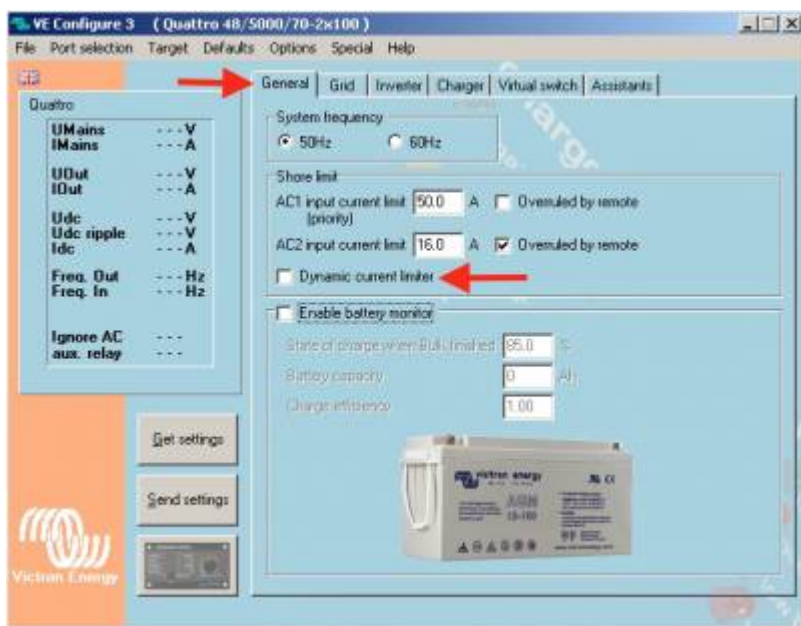 VE Configure 3 ( Quattro 48/5000/70-2x100 )
File Port selection Target Defaults Options Special Help
General Grid Inverter Charger Virtual switch Assistants
Quattro
UMains ---V
IMains ---A
UOut ---V
IOut ---A
Udc ---V
Udc ripple ---V
Idc ---A
Freq. Out ---Hz
Freq. In ---Hz
Ignore AC ---
aux. relay ---
Get settings
Send settings
Victron Energy
System frequency
50Hz 60Hz
Shore limit
AC1 input current limit 50.0 A Overruled by remote
(priority)
AC2 input current limit 16.0 A Overruled by remote
Dynamic current limiter
Enable battery monitor
State of charge when Bulk finished 85.0 %
Battery capacity 0 Ah
Charge efficiency 1.00
victron energy
AGM